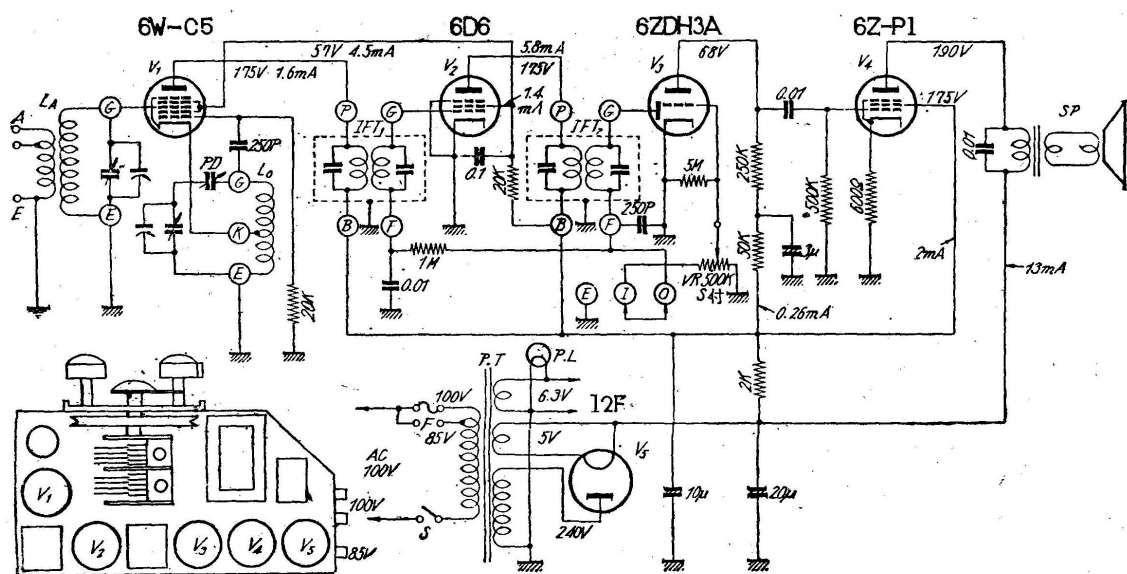 6W-C5
6D6
6ZDH3A
6Z-P1
57V 4.5mA
5.8mA
68V
190V
V1
175V 1.6mA
V2
175V
V3
V4
1.4 mA
175V
LA
A
E
G
E
250P
PD
G
LO
K
E
20K
P
G
IFT1
B
F
1M
0.01
0.1
20K
P
G
IFT2
B
F
250P
5M
VR 500K
S付
E
I
O
250K
50K
0.01
500K
3μ
600Ω
2mA
0.26mA
2K
0.01
SP
13mA
P.T
P.L
100V
F
85V
AC
100V
S
6.3V
5V
12F
V5
240V
10μ
20μ
V1
V2
V3
V4
V5
100V
85V